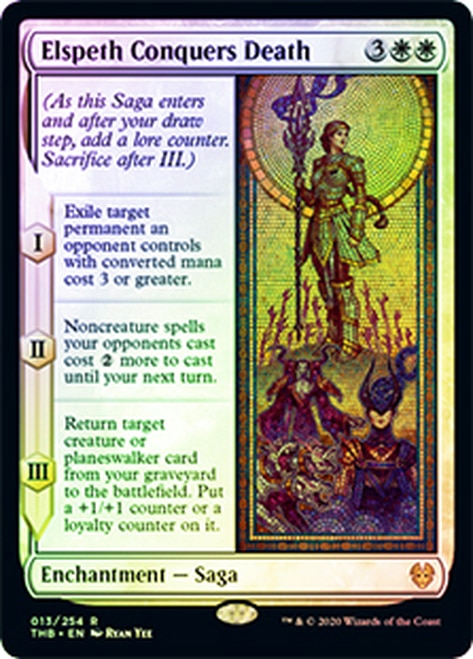 Elspeth Conquers Death 3
(As this Saga enters
and after your draw
step, add a lore counter.
Sacrifice after III.)
I
Exile target
permanent an
opponent controls
with converted mana
cost 3 or greater.
II
Noncreature spells
your opponents cast
cost 2 more to cast
until your next turn.
III
Return target
creature or
planeswalker card
from your graveyard
to the battlefield. Put
a +1/+1 counter or a
loyalty counter on it.
Enchantment — Saga
013/254 R
THB • EN Ryan Yee
™ & © 2020 Wizards of the Coast